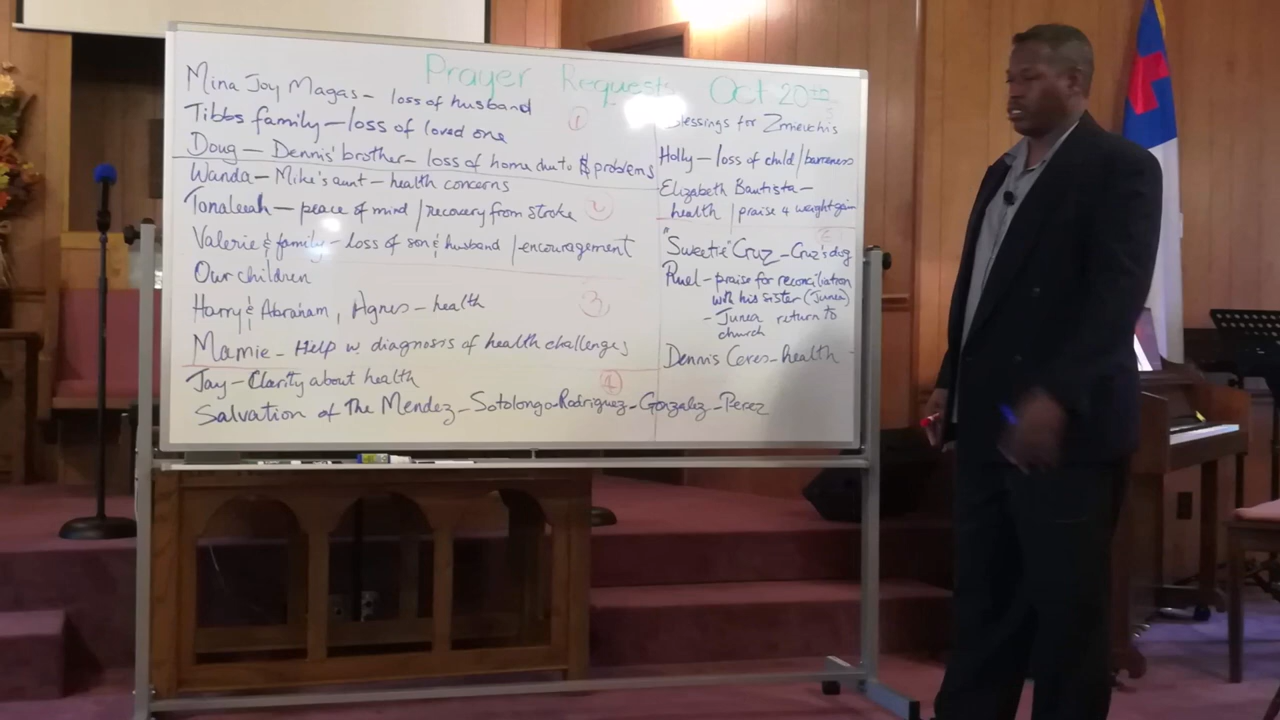 Prayer Requests Oct 20th
Mina Joy Magas - loss of husband
Tibbs family - loss of loved one
1
Doug - Dennis' brother - loss of home due to $ problems
Wanda - Mike's aunt - health concerns
Tonaleah - peace of mind / recovery from stroke
2
Valerie & family - loss of son & husband / encouragement
Our children
Harry & Abraham, Agnes - health
3
Mamie - Help w. diagnosis of health challenges
Jay - Clarity about health
4
Salvation of The Mendez - Sotolongo - Rodriguez - Gonzalez - Perez
Blessings for Zmieuchis
Holly - loss of child / barreness
Elizabeth Bautista -
health / praise 4 weight gain
"Sweetie" Cruz - Cruz's dog
Ruel - praise for reconciliation
with his sister (Junea)
- Junea return to
church
Dennis Ceres - health